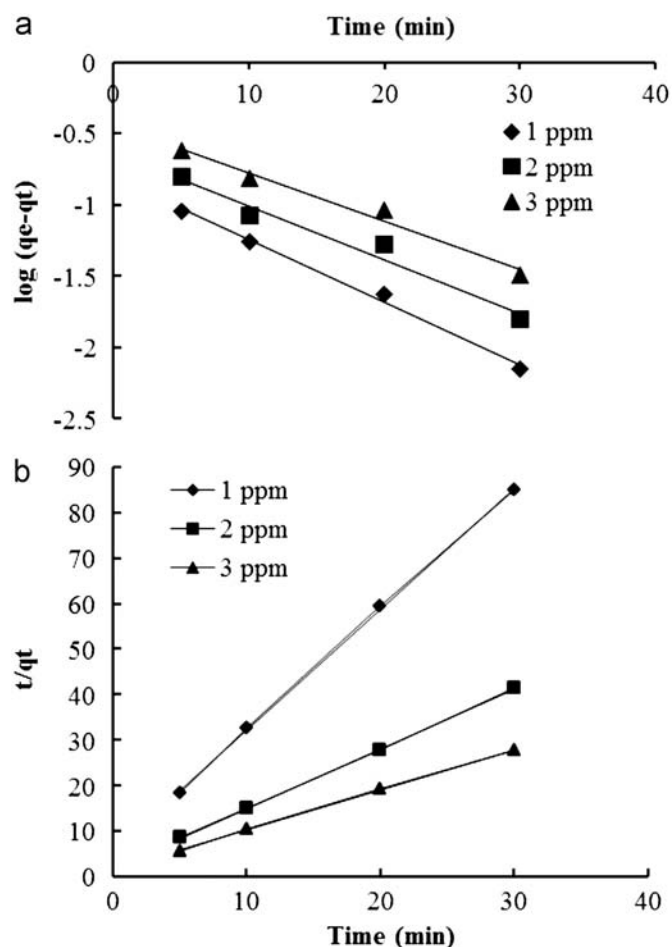 a
Time (min)
0 10 20 30 40
0
-0.5
-1
-1.5
-2
-2.5
log (qe-qt)
1 ppm
2 ppm
3 ppm
b
90
80
70
60
50
40
30
20
10
0
t/qt
1 ppm
2 ppm
3 ppm
0 10 20 30 40
Time (min)